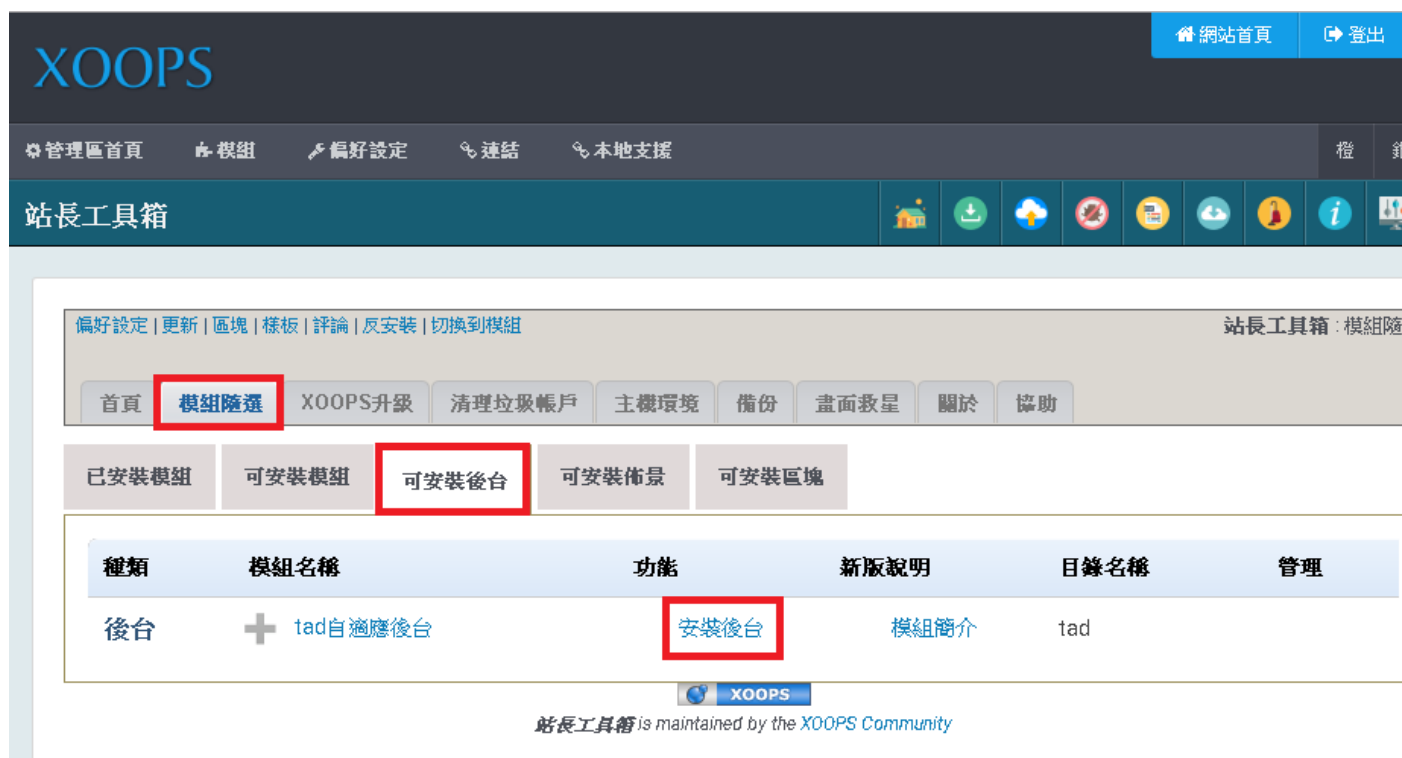 網站首頁 登出
XOOPS
管理區首頁 模組 偏好設定 連結 本地支援 橙
站長工具箱
偏好設定 | 更新 | 區塊 | 樣板 | 評論 | 反安裝 | 切換到模組 站長工具箱 : 模組隨
首頁 模組隨選 XOOPS升級 清理垃圾帳戶 主機環境 備份 畫面救星 關於 協助
已安裝模組 可安裝模組 可安裝後台 可安裝佈景 可安裝區塊
種類 模組名稱 功能 新版說明 目錄名稱 管理
後台 tad自適應後台 安裝後台 模組簡介 tad
XOOPS
站長工具箱 is maintained by the XOOPS Community